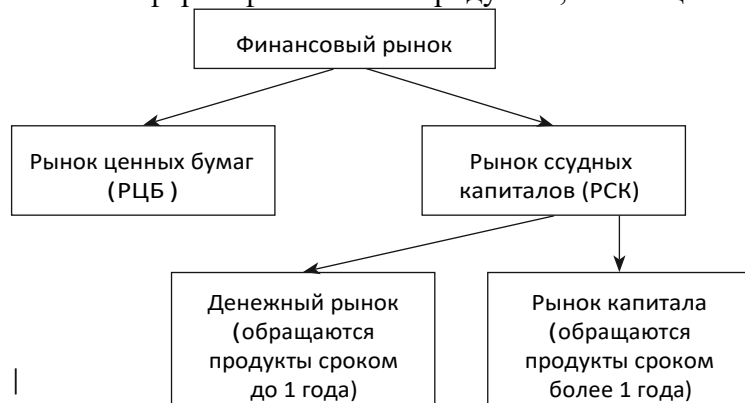 Финансовый рынок
Рынок ценных бумаг
(РЦБ )
Рынок ссудных
капиталов (РСК)
Денежный рынок
(обращаются
продукты сроком
до 1 года)
Рынок капитала
(обращаются
продукты сроком
более 1 года)